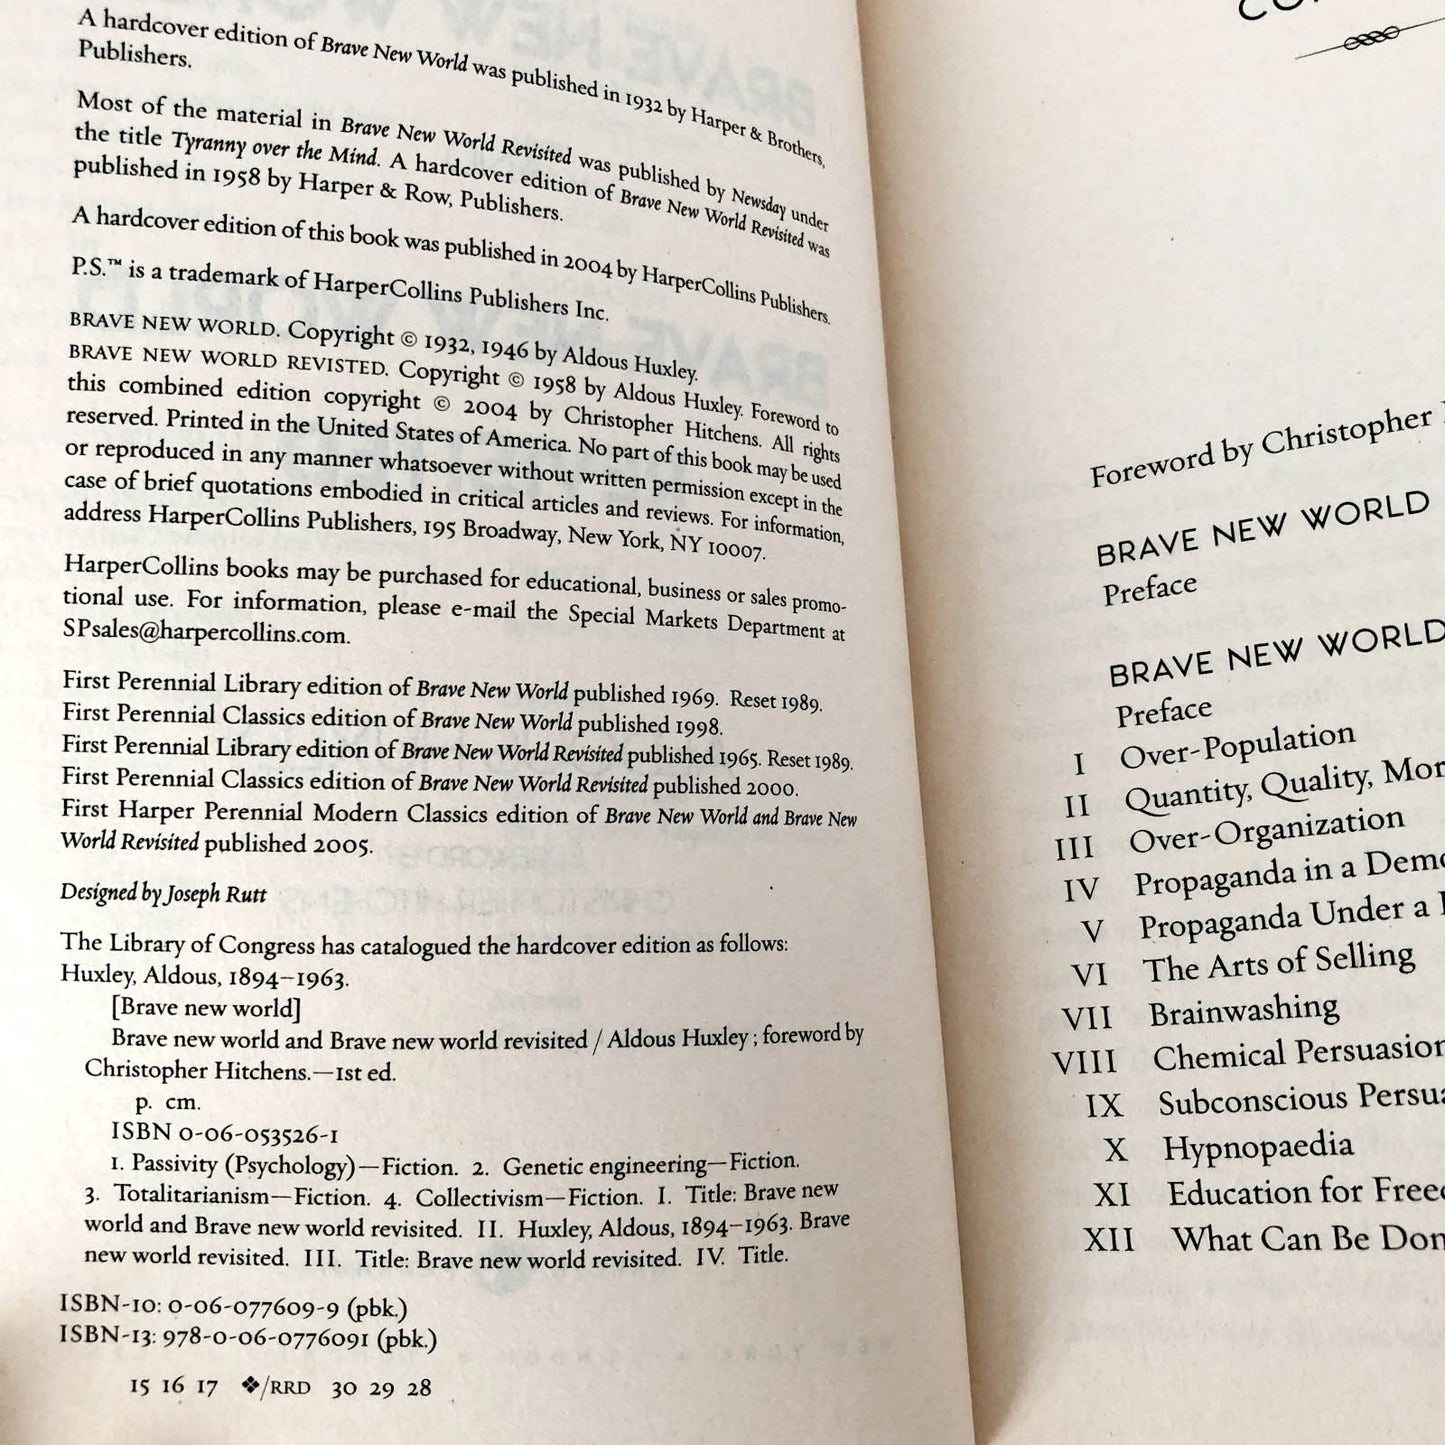 A hardcover edition of Brave New World was published in 1932 by Harper & Brothers,
Publishers.
Most of the material in Brave New World Revisited was published by Newsday under
the title Tyranny over the Mind. A hardcover edition of Brave New World Revisited was
published in 1958 by Harper & Row, Publishers.
A hardcover edition of this book was published in 2004 by HarperCollins Publishers.
P.S.™ is a trademark of HarperCollins Publishers Inc.
BRAVE NEW WORLD. Copyright © 1932, 1946 by Aldous Huxley.
BRAVE NEW WORLD REVISTED. Copyright © 1958 by Aldous Huxley. Foreword to
this combined edition copyright © 2004 by Christopher Hitchens. All rights
reserved. Printed in the United States of America. No part of this book may be used
or reproduced in any manner whatsoever without written permission except in the
case of brief quotations embodied in critical articles and reviews. For information,
address HarperCollins Publishers, 195 Broadway, New York, NY 10007.
HarperCollins books may be purchased for educational, business or sales promo-
tional use. For information, please e-mail the Special Markets Department at
SPsales@harpercollins.com.
First Perennial Library edition of Brave New World published 1969. Reset 1989.
First Perennial Classics edition of Brave New World published 1998.
First Perennial Library edition of Brave New World Revisited published 1965. Reset 1989.
First Perennial Classics edition of Brave New World Revisited published 2000.
First Harper Perennial Modern Classics edition of Brave New World and Brave New
World Revisited published 2005.
Designed by Joseph Rutt
The Library of Congress has catalogued the hardcover edition as follows:
Huxley, Aldous, 1894–1963.
[Brave new world]
Brave new world and Brave new world revisited / Aldous Huxley ; foreword by
Christopher Hitchens.—1st ed.
p. cm.
ISBN 0-06-053526-1
1. Passivity (Psychology)—Fiction. 2. Genetic engineering—Fiction.
3. Totalitarianism—Fiction. 4. Collectivism—Fiction. I. Title: Brave new
world and Brave new world revisited. II. Huxley, Aldous, 1894–1963. Brave
new world revisited. III. Title: Brave new world revisited. IV. Title.
ISBN-10: 0-06-077609-9 (pbk.)
ISBN-13: 978-0-06-0776091 (pbk.)
15 16 17 ❖/RRD 30 29 28
Foreword by Christopher
BRAVE NEW WORLD
Preface
BRAVE NEW WORLD
Preface
I Over-Population
II Quantity, Quality,
III Over-Organization
IV Propaganda in a
V Propaganda Under a
VI The Arts of Selling
VII Brainwashing
VIII Chemical Persuasion
IX Subconscious
X Hypnopaedia
XI Education for
XII What Can Be